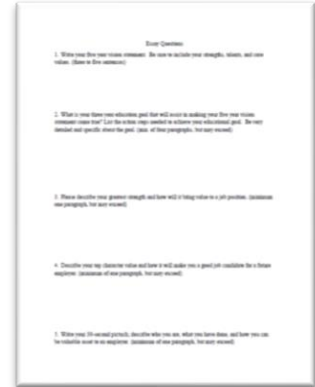 Essay Questions
1. Write your five year vision statement. Be sure to include your strengths, talents, and core
values. (three to five sentences)
2. What is your three year education goal that will assist in making your five year vision
statement come true? List the action steps needed to achieve your educational goal. Be very
detailed and specific about the goal. (min. of four paragraphs, but may exceed)
3. Please describe your greatest strength and how will it bring value to a job position. (minimum
one paragraph, but may exceed)
4. Describe your top character value and how it will make you a good job candidate for a future
employer. (minimum of one paragraph, but may exceed)
5. Write your 30-second pitch, describe who you are, what you have done, and how you can
be valuable asset to an employer. (minimum of one paragraph, but may exceed)